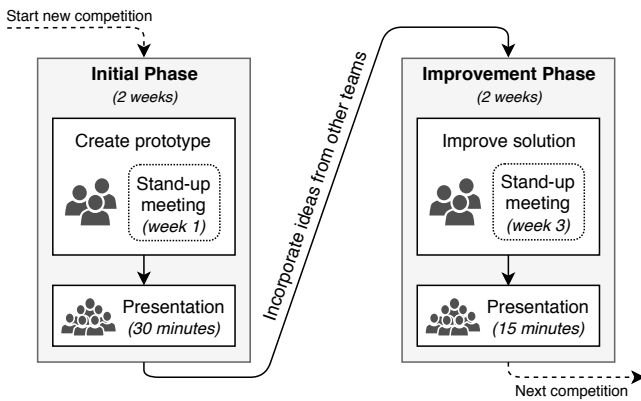 Start new competition
Initial Phase
(2 weeks)
Create prototype
Stand-up
meeting
(week 1)
Presentation
(30 minutes)
Incorporate ideas from other teams
Improvement Phase
(2 weeks)
Improve solution
Stand-up
meeting
(week 3)
Presentation
(15 minutes)
Next competition